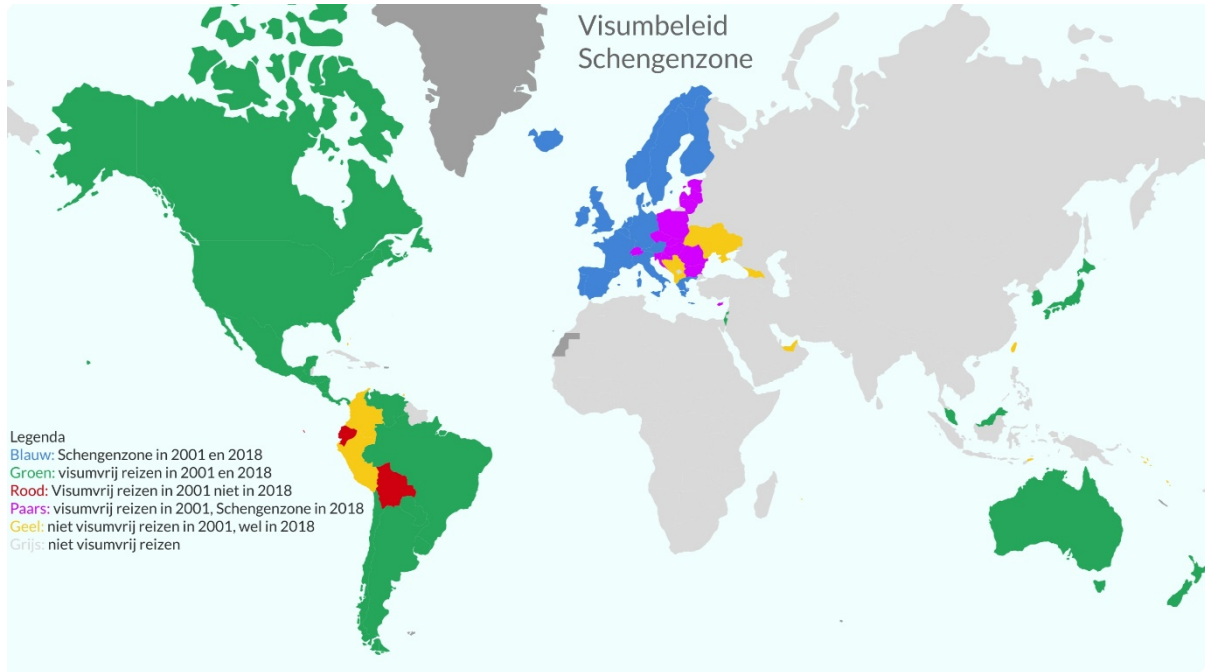 Visumbeleid
Schengenzone
Legenda
Blauw: Schengenzone in 2001 en 2018
Groen: visumvrij reizen in 2001 en 2018
Rood: Visumvrij reizen in 2001 niet in 2018
Paars: visumvrij reizen in 2001, Schengenzone in 2018
Geel: niet visumvrij reizen in 2001, wel in 2018
Grijs: niet visumvrij reizen